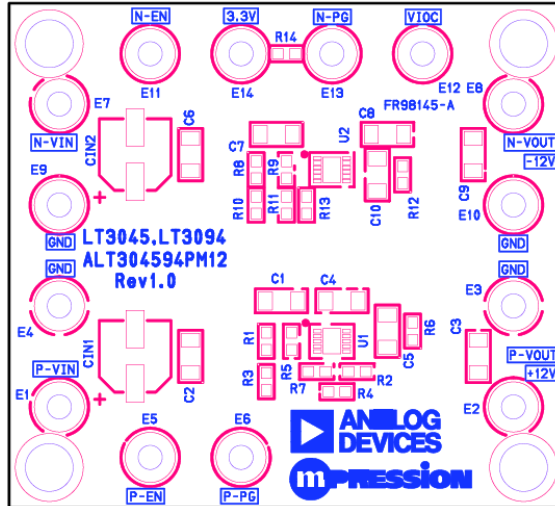 N-EN
3.3V
N-PG
VIOC
R14
E11
E14
E13
E12
E8
E7
FR98145-A
N-VIN
CIN2
C6
C7
U2
C8
N-VOUT
-12V
E9
R8
R9
C9
R10
R11
R13
C10
R12
E10
GND
LT3045,LT3094
GND
GND
ALT304594PM12
Rev1.0
C1
C4
E3
E4
CIN1
R1
R5
U1
C5
R6
C3
P-VIN
R3
C2
R7
R2
R4
P-VOUT
+12V
E1
E5
E6
E2
ANALOG
DEVICES
mpression
P-EN
P-PG